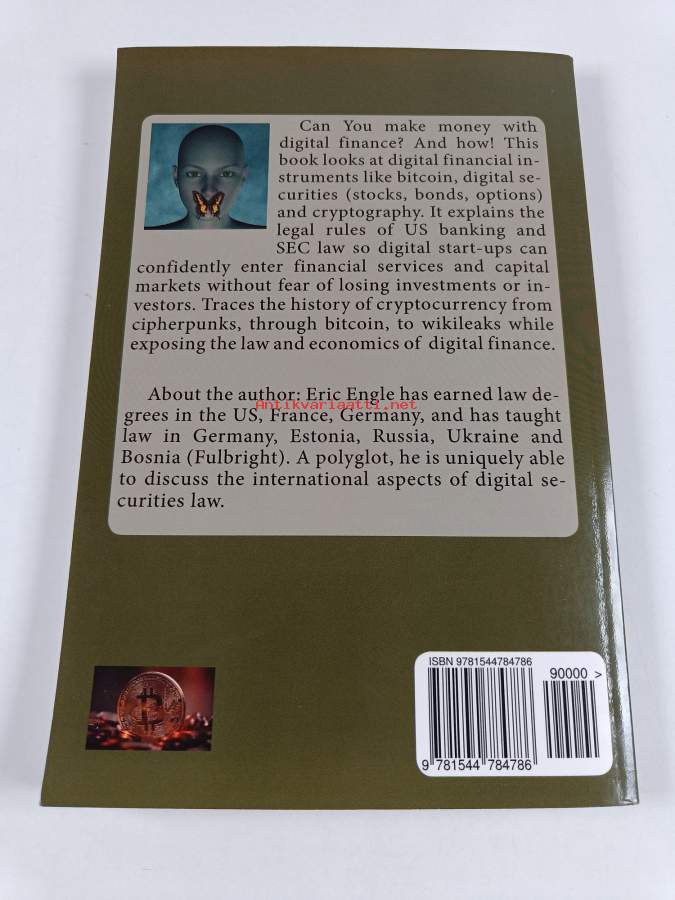 Can You make money with
digital finance? And how! This
book looks at digital financial in-
struments like bitcoin, digital se-
curities (stocks, bonds, options)
and cryptography. It explains the
legal rules of US banking and
SEC law so digital start-ups can
confidently enter financial services and capital
markets without fear of losing investments or in-
vestors. Traces the history of cryptocurrency from
cipherpunks, through bitcoin, to wikileaks while
exposing the law and economics of digital finance.
About the author: Eric Engle has earned law de-
Antikvariaatti.net
grees in the US, France, Germany, and has taught
law in Germany, Estonia, Russia, Ukraine and
Bosnia (Fulbright). A polyglot, he is uniquely able
to discuss the international aspects of digital se-
curities law.
ISBN 9781544784786
90000 >
9 781544 784786